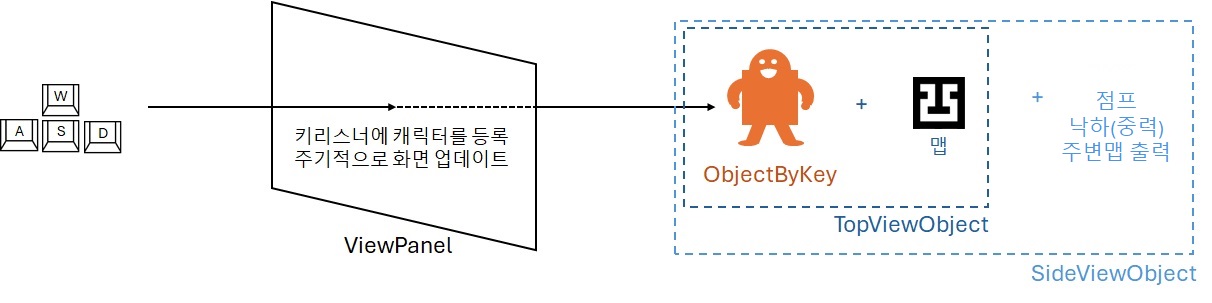 W
A S D
키리스너에 캐릭터를 등록
주기적으로 화면 업데이트
ViewPanel
ObjectByKey
+
맵
TopViewObject
+
점프
낙하(중력)
주변맵 출력
SideViewObject